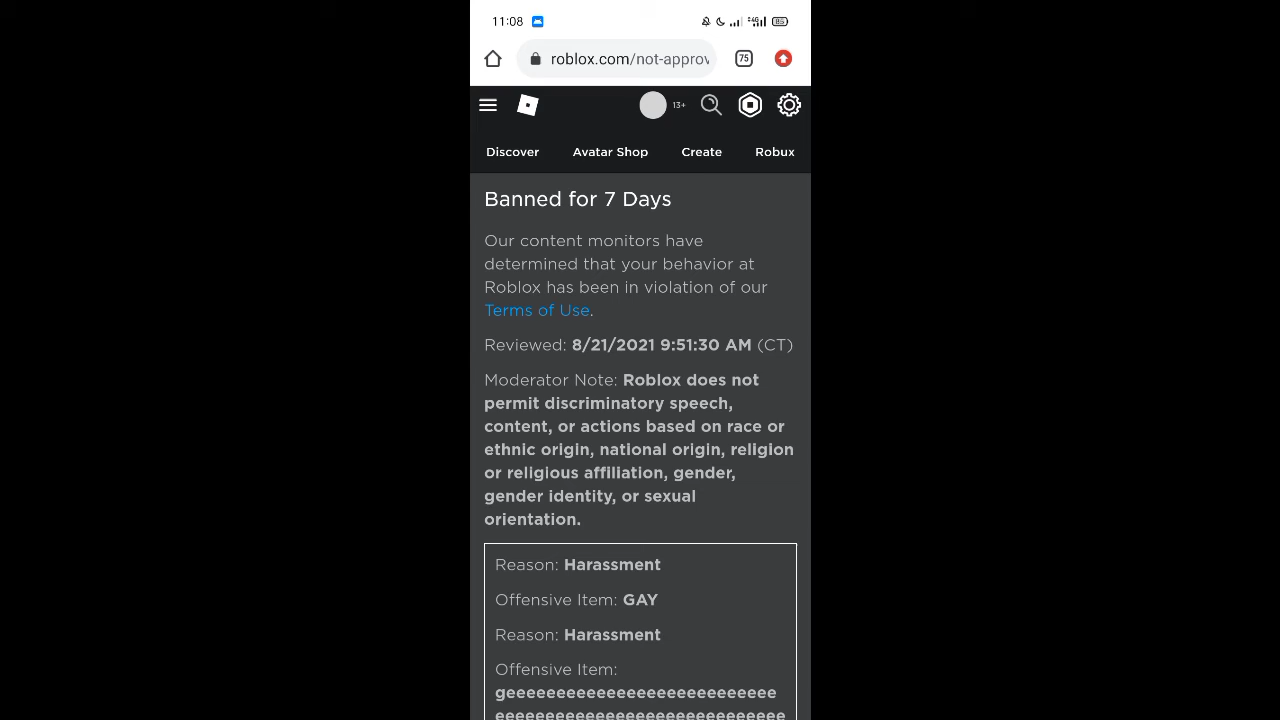 11:08
85
roblox.com/not-approv
75
13+
Discover Avatar Shop Create Robux
Banned for 7 Days
Our content monitors have
determined that your behavior at
Roblox has been in violation of our
Terms of Use.
Reviewed: 8/21/2021 9:51:30 AM (CT)
Moderator Note: Roblox does not
permit discriminatory speech,
content, or actions based on race or
ethnic origin, national origin, religion
or religious affiliation, gender,
gender identity, or sexual
orientation.
Reason: Harassment
Offensive Item: GAY
Reason: Harassment
Offensive Item:
geeeeeeeeeeeeeeeeeeeeeeeeeee
eeeeeeeeeeeeeeeeeeeeeeeeeeeee